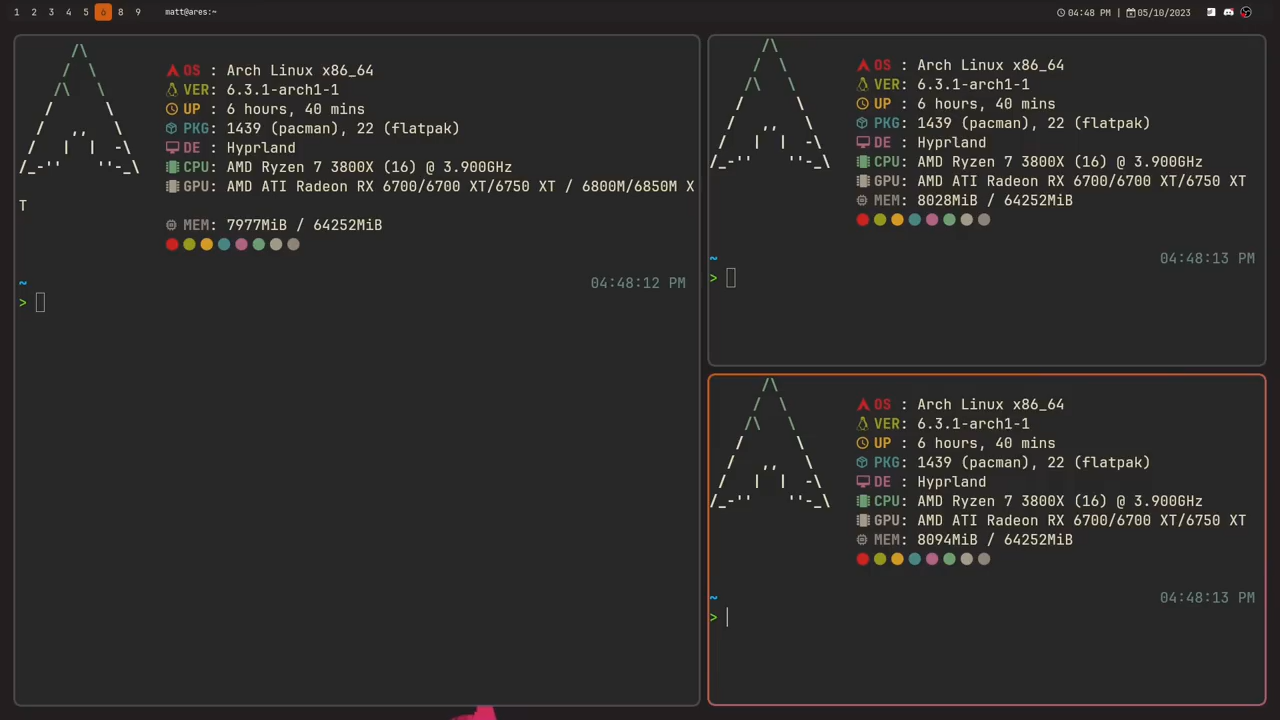 1 2 3 4 5 6 8 9 matt@ares:~ 04:48 PM | 05/10/2023
OS : Arch Linux x86_64
VER: 6.3.1-arch1-1
UP : 6 hours, 40 mins
PKG: 1439 (pacman), 22 (flatpak)
DE : Hyprland
CPU: AMD Ryzen 7 3800X (16) @ 3.900GHz
GPU: AMD ATI Radeon RX 6700/6700 XT/6750 XT / 6800M/6850M X
T
MEM: 7977MiB / 64252MiB
~ 04:48:12 PM
>
OS : Arch Linux x86_64
VER: 6.3.1-arch1-1
UP : 6 hours, 40 mins
PKG: 1439 (pacman), 22 (flatpak)
DE : Hyprland
CPU: AMD Ryzen 7 3800X (16) @ 3.900GHz
GPU: AMD ATI Radeon RX 6700/6700 XT/6750 XT
MEM: 8028MiB / 64252MiB
~ 04:48:13 PM
>
OS : Arch Linux x86_64
VER: 6.3.1-arch1-1
UP : 6 hours, 40 mins
PKG: 1439 (pacman), 22 (flatpak)
DE : Hyprland
CPU: AMD Ryzen 7 3800X (16) @ 3.900GHz
GPU: AMD ATI Radeon RX 6700/6700 XT/6750 XT
MEM: 8094MiB / 64252MiB
~ 04:48:13 PM
>